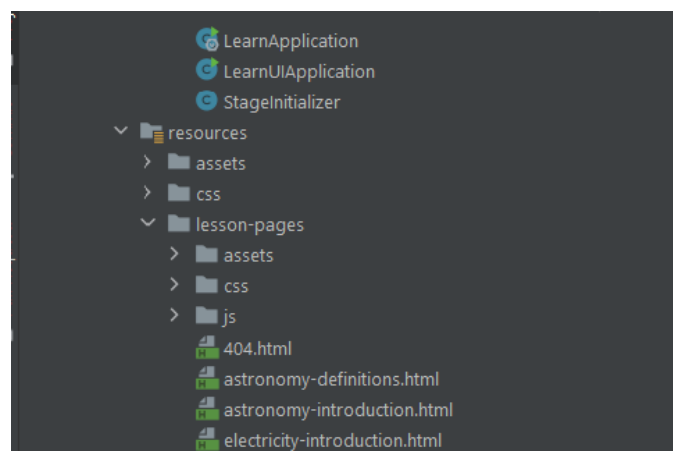 LearnApplication
LearnUIApplication
StageInitializer
resources
assets
css
lesson-pages
assets
css
js
404.html
astronomy-definitions.html
astronomy-introduction.html
electricity-introduction.html